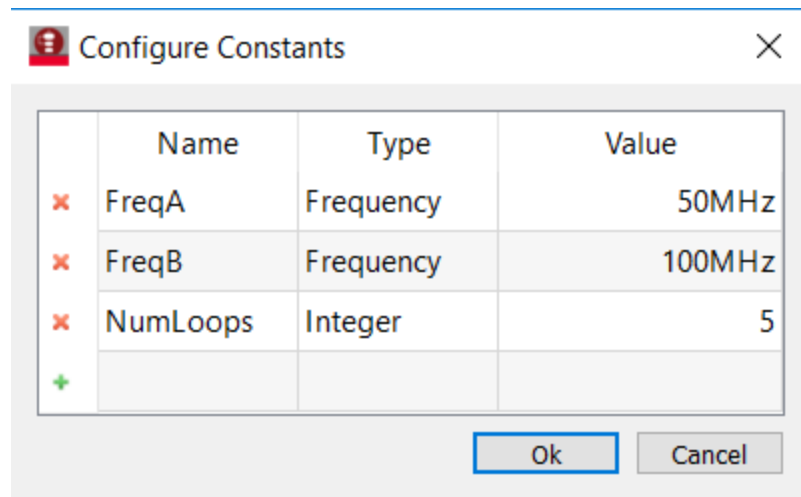 Configure Constants
Name Type Value
FreqA Frequency 50MHz
FreqB Frequency 100MHz
NumLoops Integer 5
Ok Cancel